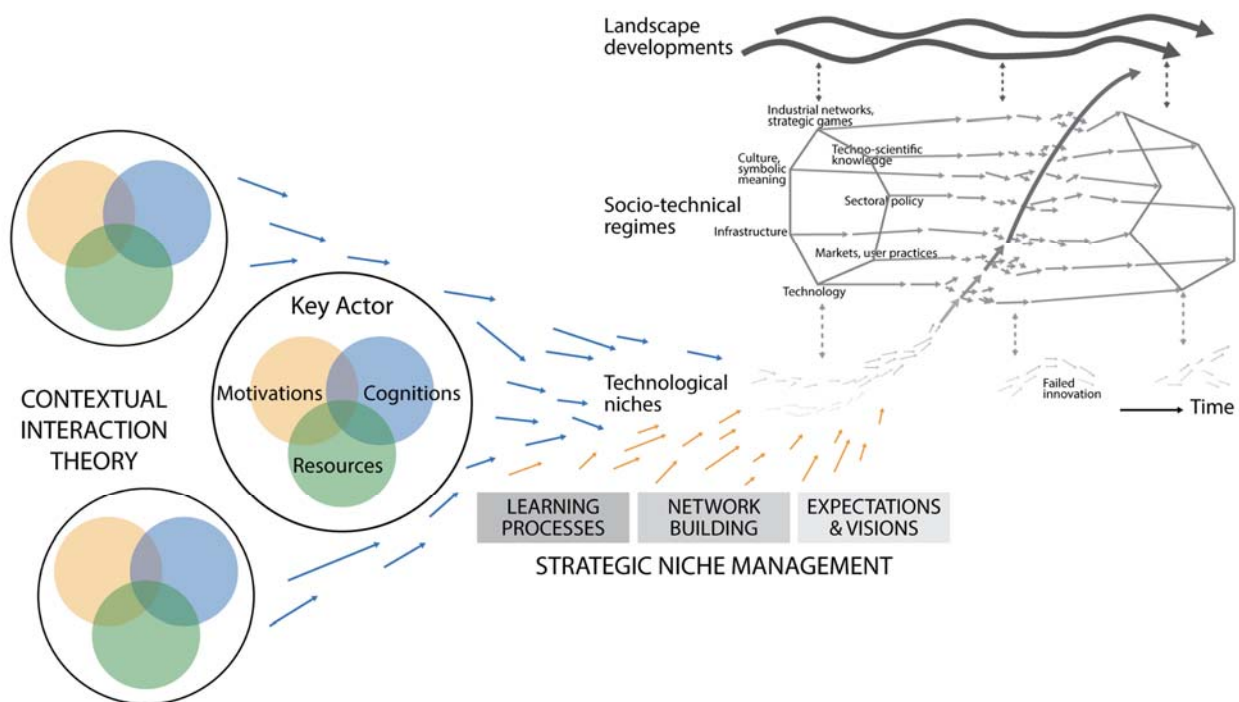 Landscape
developments
Industrial networks,
strategic games
Techno-scientific
knowledge
Culture,
symbolic
meaning
Sectoral policy
Socio-technical
regimes
Infrastructure
Markets, user practices
Technology
Key Actor
Motivations
Cognitions
Resources
CONTEXTUAL
INTERACTION
THEORY
Technological
niches
Failed
innovation
Time
LEARNING
PROCESSES
NETWORK
BUILDING
EXPECTATIONS
& VISIONS
STRATEGIC NICHE MANAGEMENT